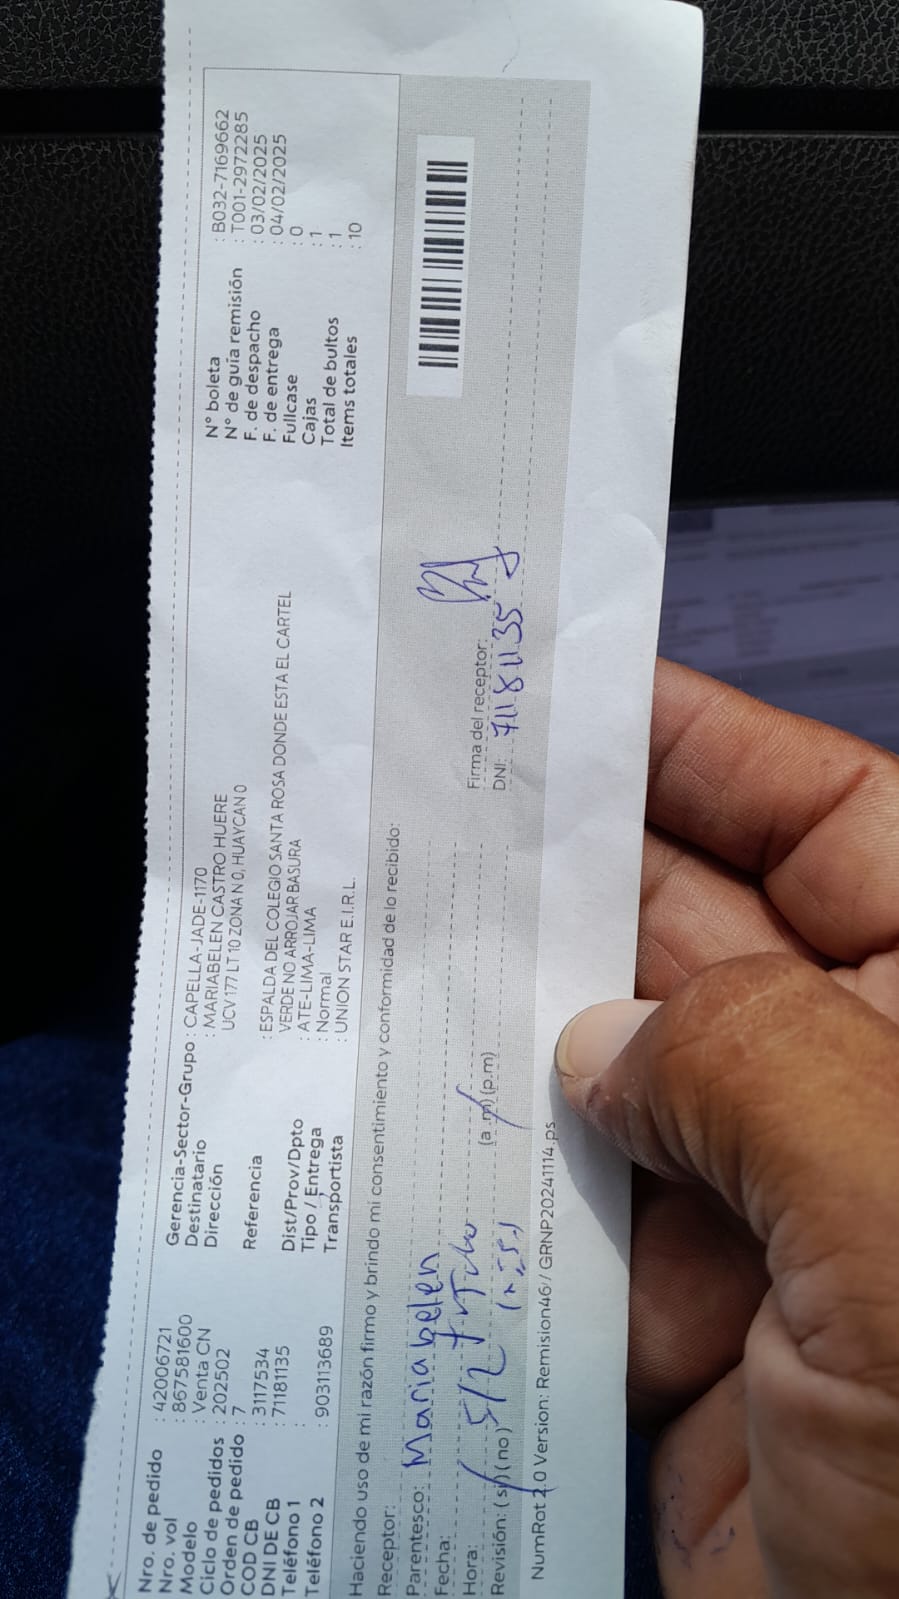 Nro. de pedido : 42006721
Nro. vol : 867581600
Modelo : Venta CN
Ciclo de pedidos : 202502
Orden de pedido : 7
COD CB : 3117534
DNI DE CB : 71181135
Teléfono 1 :
Teléfono 2 : 903113689
Gerencia-Sector-Grupo : CAPELLA-JADE-1170
Destinatario : MARIABELEN CASTRO HUERE
Dirección UCV 177 LT 10 ZONA N 0, HUAYCAN 0
Referencia : ESPALDA DEL COLEGIO SANTA ROSA DONDE ESTA EL CARTEL
VERDE NO ARROJAR BASURA
Dist/Prov/Dpto : ATE-LIMA-LIMA
Tipo / Entrega : Normal
Transportista : UNION STAR E.I.R.L.
N° boleta : B032-7169662
N° de guía remisión : T001-2972285
F. de despacho : 03/02/2025
F. de entrega : 04/02/2025
Fullcase : 0
Cajas : 1
Total de bultos : 1
Items totales : 10
Haciendo uso de mi razón firmo y brindo mi consentimiento y conformidad de lo recibido:
Receptor: Mariabelen
Parentesco:
Fecha: 5/2
Hora: (a.m) (p.m)
Revisión: (si) (no)
Firma del receptor:
DNI: 71181135
NumRot 2.0 Version: Remision46 / GRNP20241114.ps